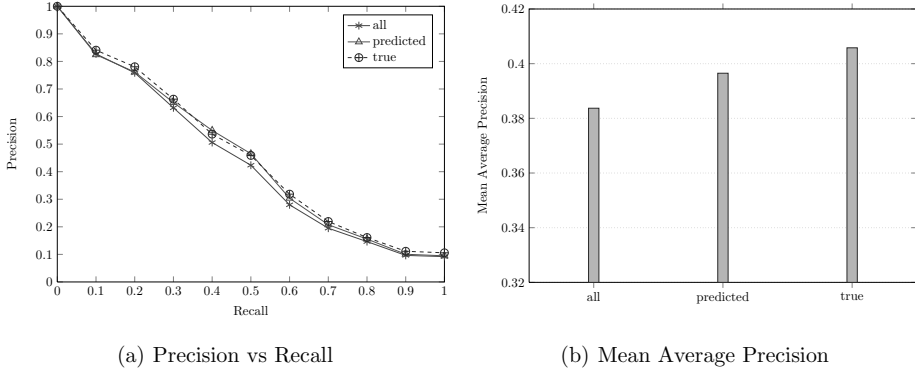 1
0.9
0.8
0.7
0.6
0.5
0.4
0.3
0.2
0.1
0
Precision
0 0.1 0.2 0.3 0.4 0.5 0.6 0.7 0.8 0.9 1
Recall
all
predicted
true
(a) Precision vs Recall
0.4
0.38
0.36
0.34
0.32
Mean Average Precision
all predicted true
(b) Mean Average Precision